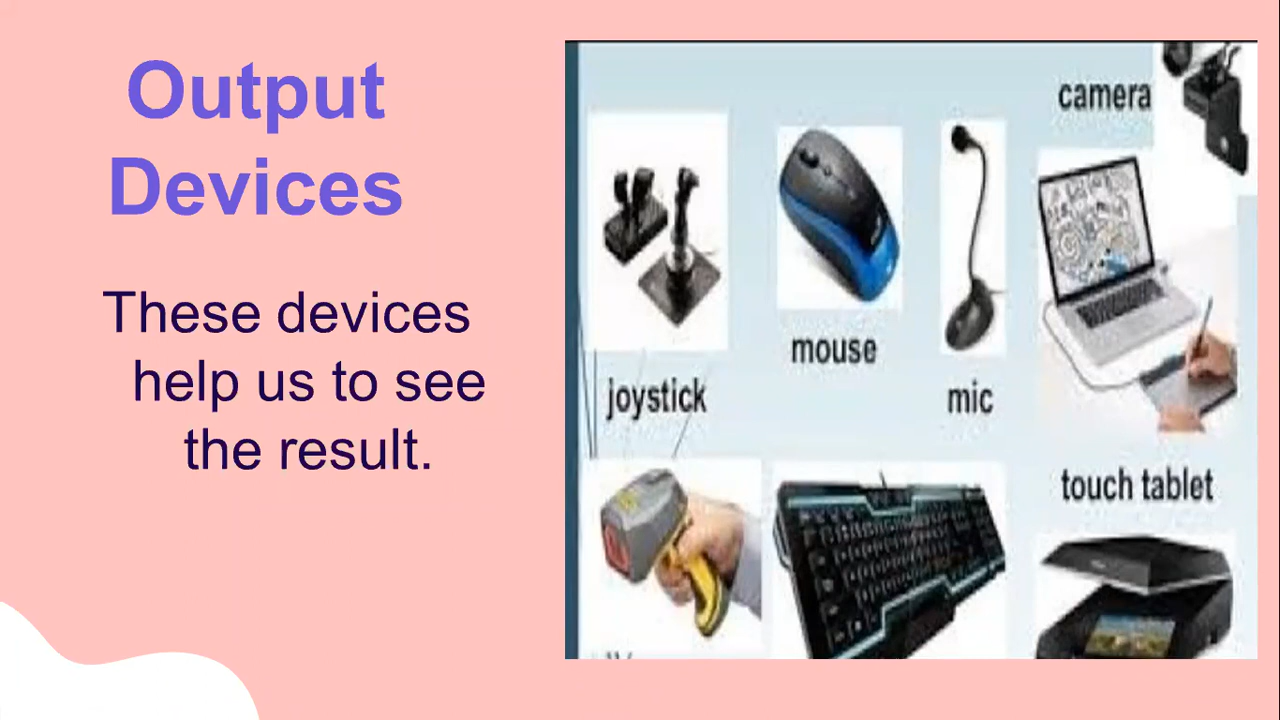 Output
Devices
These devices
help us to see
the result.
camera
mouse
joystick
mic
touch tablet